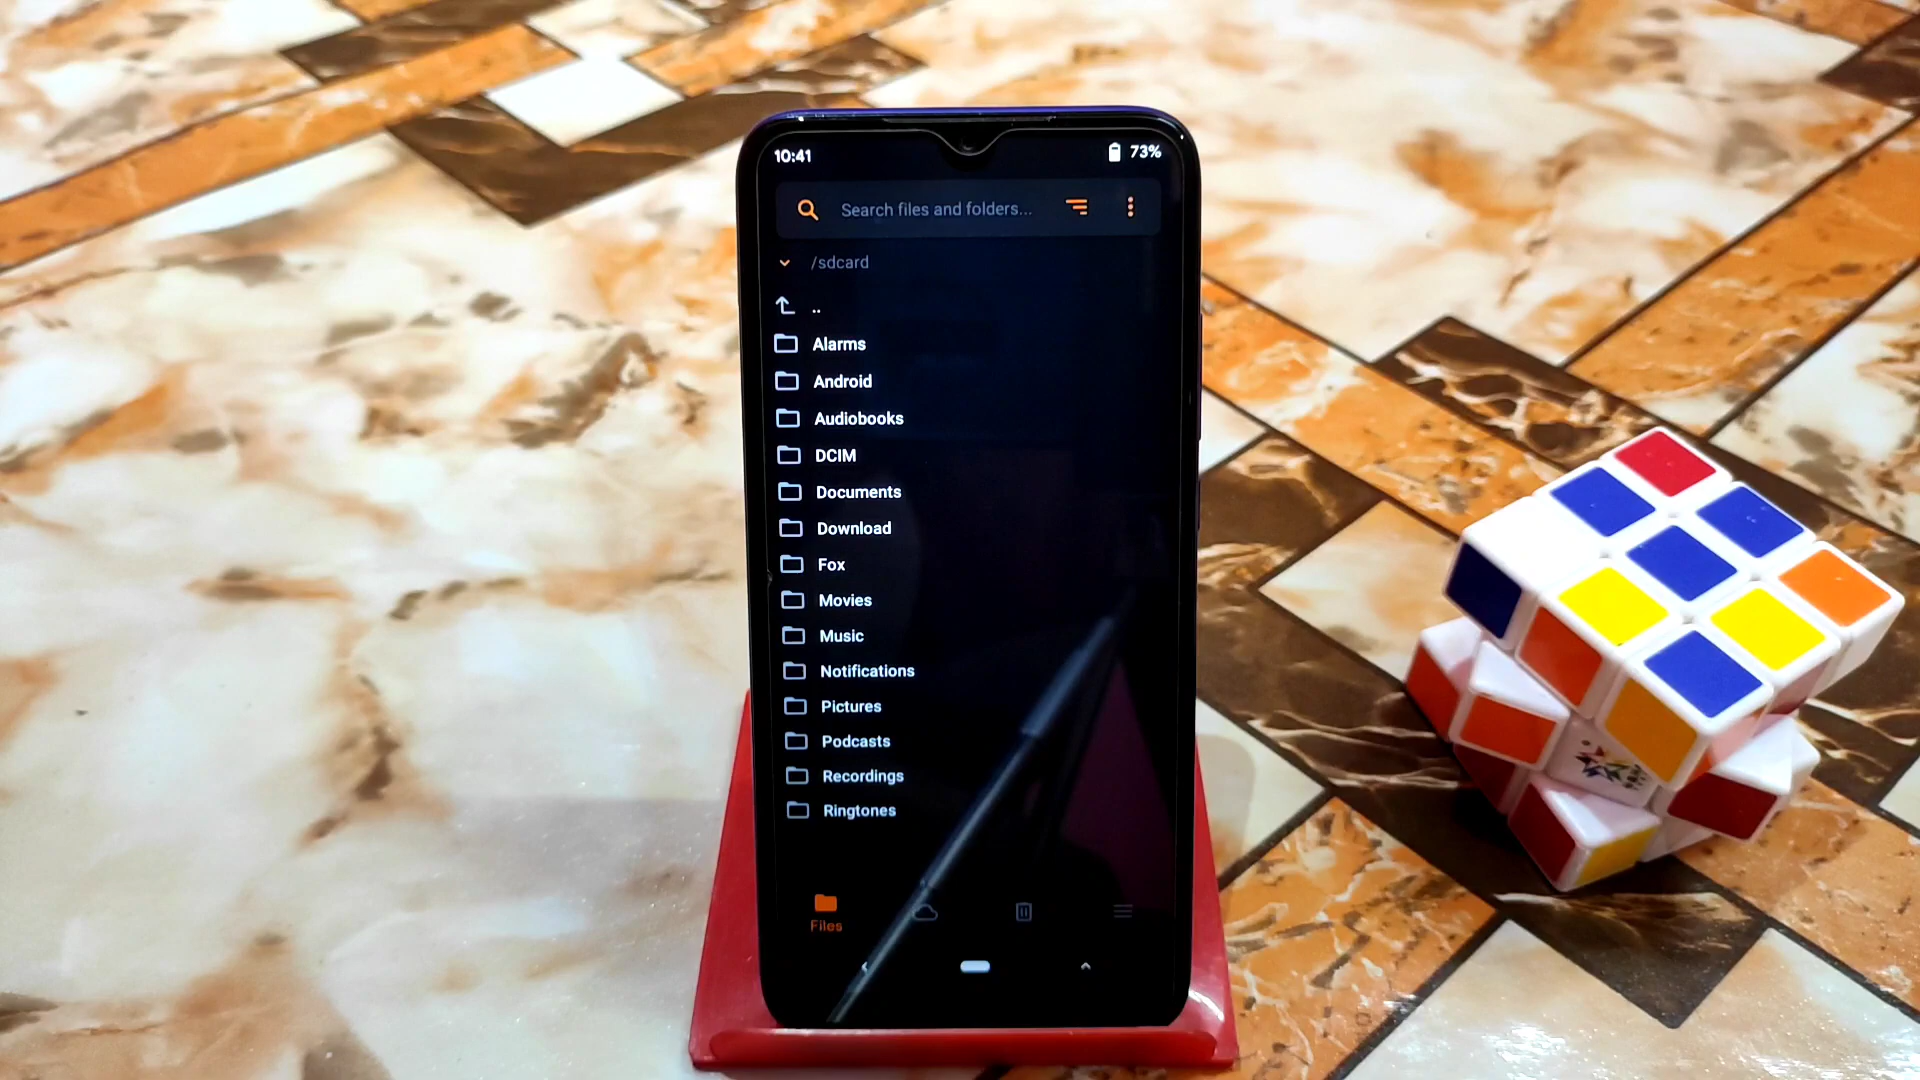 10:41
73%
Search files and folders...
/sdcard
..
Alarms
Android
Audiobooks
DCIM
Documents
Download
Fox
Movies
Music
Notifications
Pictures
Podcasts
Recordings
Ringtones
Files